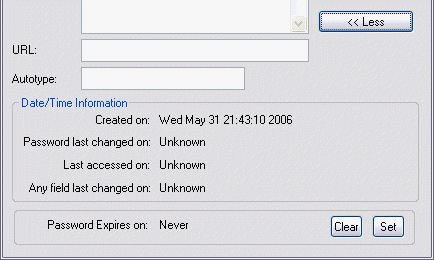 << Less
URL:
Autotype:
Date/Time Information
Created on: Wed May 31 21:43:10 2006
Password last changed on: Unknown
Last accessed on: Unknown
Any field last changed on: Unknown
Password Expires on: Never Clear Set